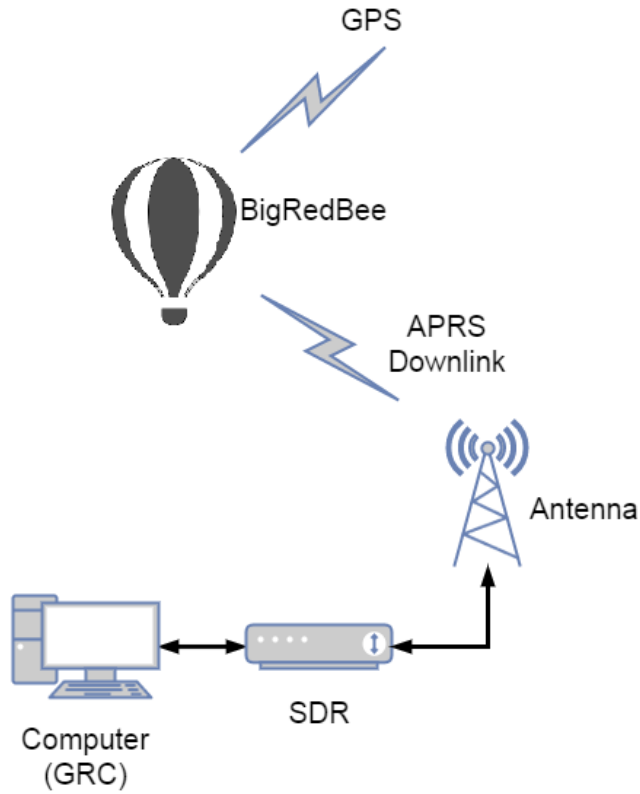 GPS
BigRedBee
APRS
Downlink
Antenna
SDR
Computer
(GRC)